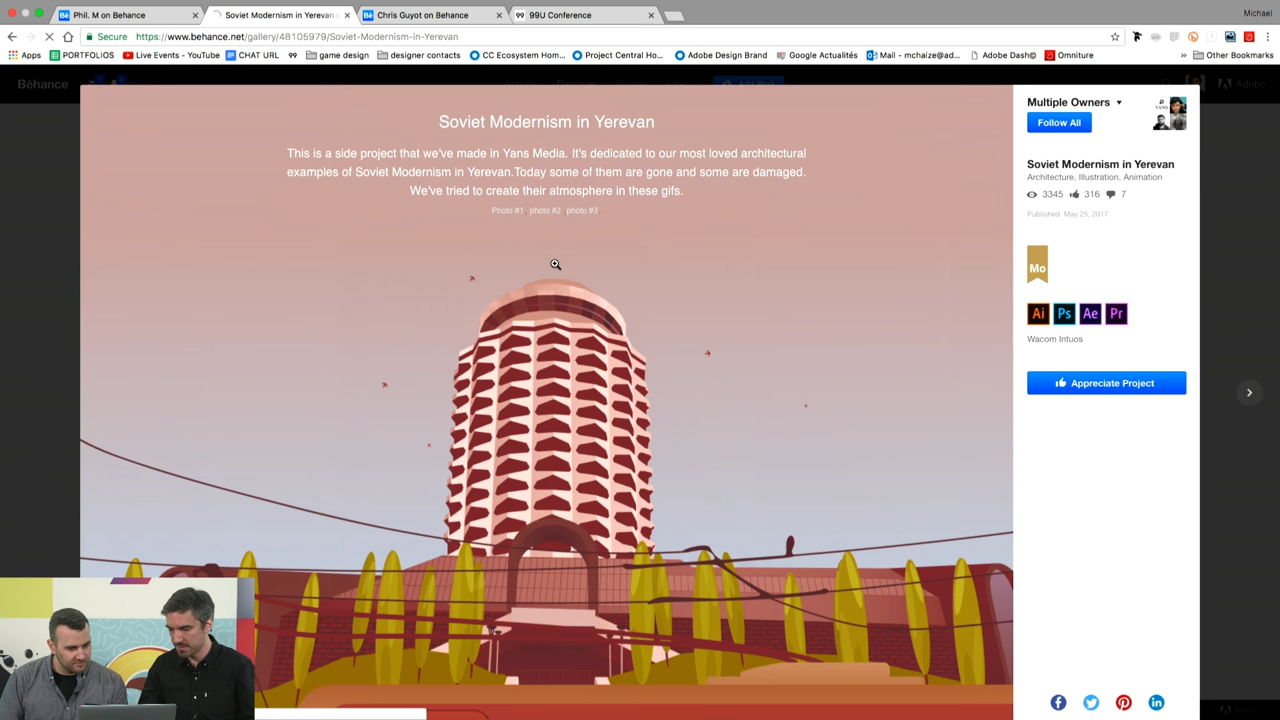 Michael
Phil. M on Behance
Soviet Modernism in Yerevan
Chris Guyot on Behance
99 99U Conference
Secure https://www.behance.net/gallery/48105979/Soviet-Modernism-in-Yerevan
Apps PORTFOLIOS Live Events - YouTube CHAT URL game design designer contacts CC Ecosystem Hom... Project Central Ho... Adobe Design Brand Google Actualités Mail - mchaize@ad... Adobe Dash© Omniture » Other Bookmarks
Bēhance
Adobe
Soviet Modernism in Yerevan
This is a side project that we've made in Yans Media. It's dedicated to our most loved architectural
examples of Soviet Modernism in Yerevan.Today some of them are gone and some are damaged.
We've tried to create their atmosphere in these gifs.
Photo #1 photo #2 photo #3
Multiple Owners
Follow All
Soviet Modernism in Yerevan
Architecture, Illustration, Animation
3345 316 7
Published: May 25, 2017
Mo
Ai Ps Ae Pr
Wacom Intuos
Appreciate Project